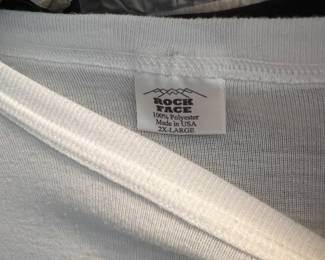 ROCK
FACE
100% Polyester
Made in USA
2X-LARGE